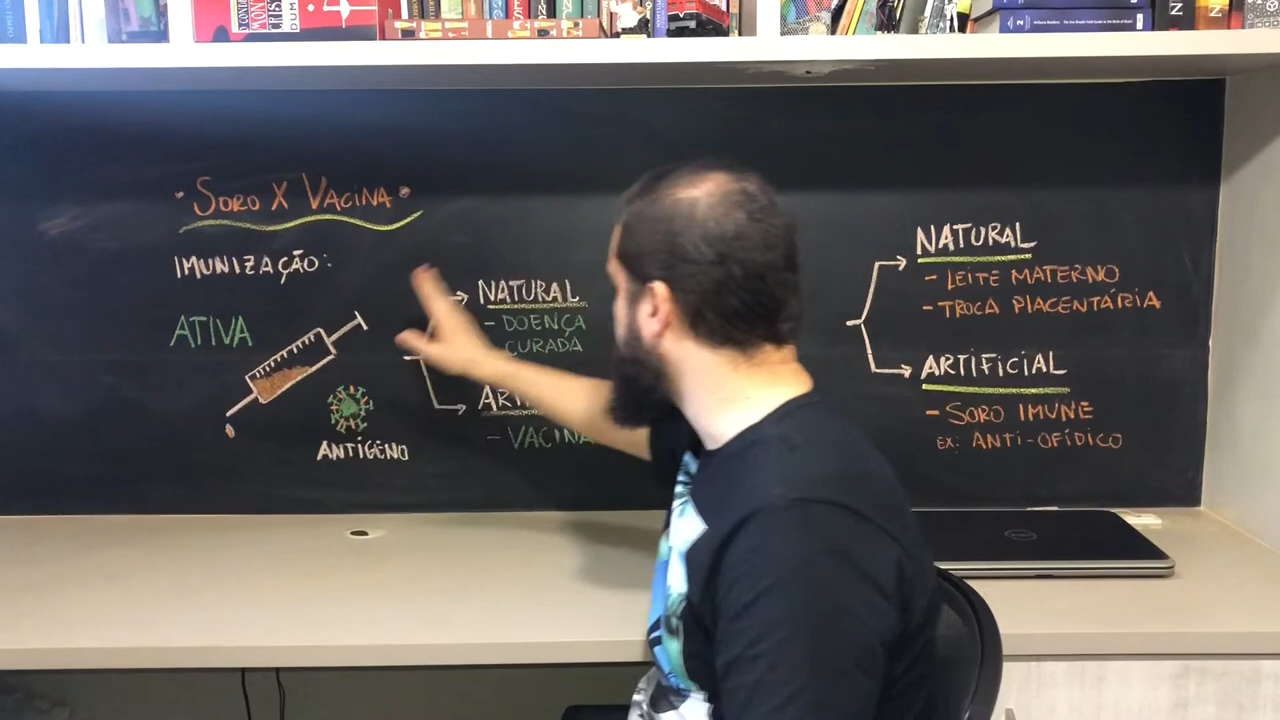 • SORO X VACINA •
IMUNIZAÇÃO:
ATIVA
ANTÍGENO
NATURAL
- DOENÇA
CURADA
- VACINA
NATURAL
- LEITE MATERNO
- TROCA PLACENTÁRIA
ARTIFICIAL
- SORO IMUNE
EX: ANTI-OFÍDICO